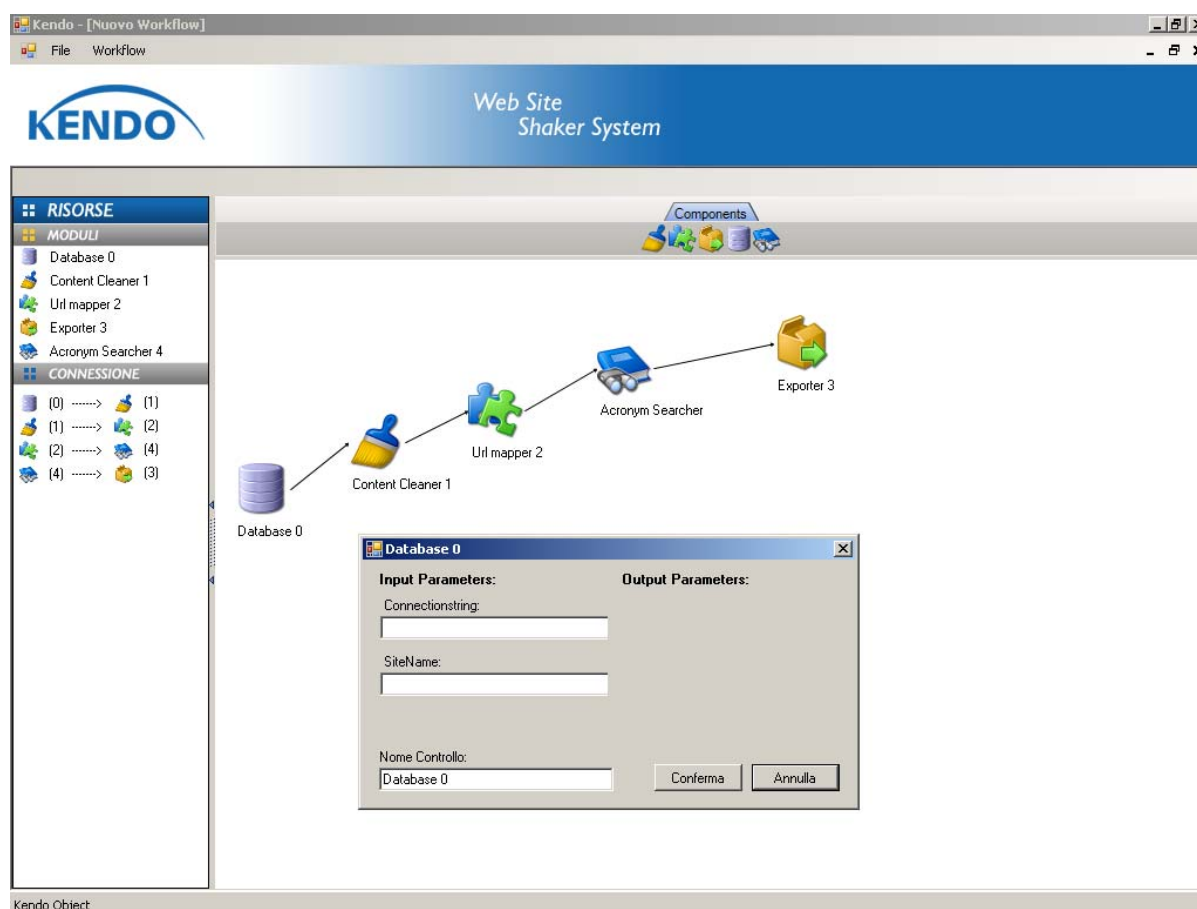 Kendo - [Nuovo Workflow]
File Workflow
KENDO
Web Site
Shaker System
RISORSE
MODULI
Database 0
Content Cleaner 1
Url mapper 2
Exporter 3
Acronym Searcher 4
CONNESSIONE
(0) ------> (1)
(1) ------> (2)
(2) ------> (4)
(4) ------> (3)
Components
Exporter 3
Acronym Searcher
Url mapper 2
Content Cleaner 1
Database 0
Database 0
Input Parameters: Output Parameters:
Connectionstring:
SiteName:
Nome Controllo:
Database 0
Conferma Annulla
Kendo Object